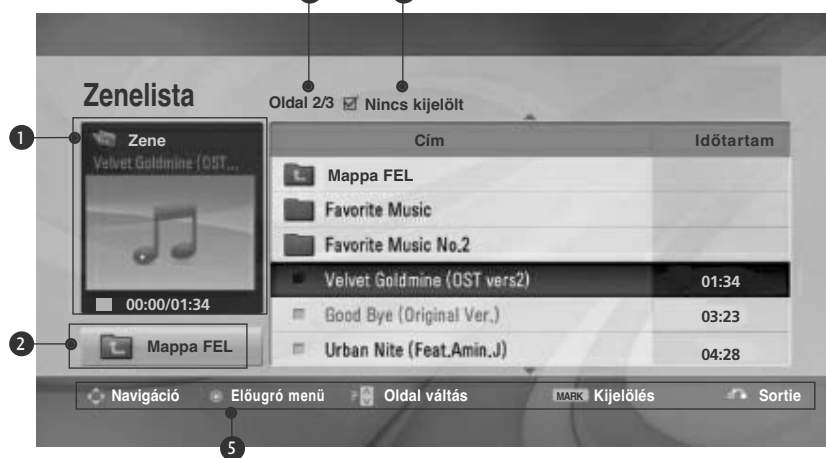 Zenelista
Oldal 2/3 Nincs kijelölt
1
Zene
Velvet Goldmine (OST...
00:00/01:34
2
Mappa FEL
Cím Időtartam
Mappa FEL
Favorite Music
Favorite Music No.2
Velvet Goldmine (OST vers2) 01:34
Good Bye (Original Ver.) 03:23
Urban Nite (Feat.Amin.J) 04:28
Navigáció Előugró menü P Oldal váltás MARK Kijelölés Sortie
5